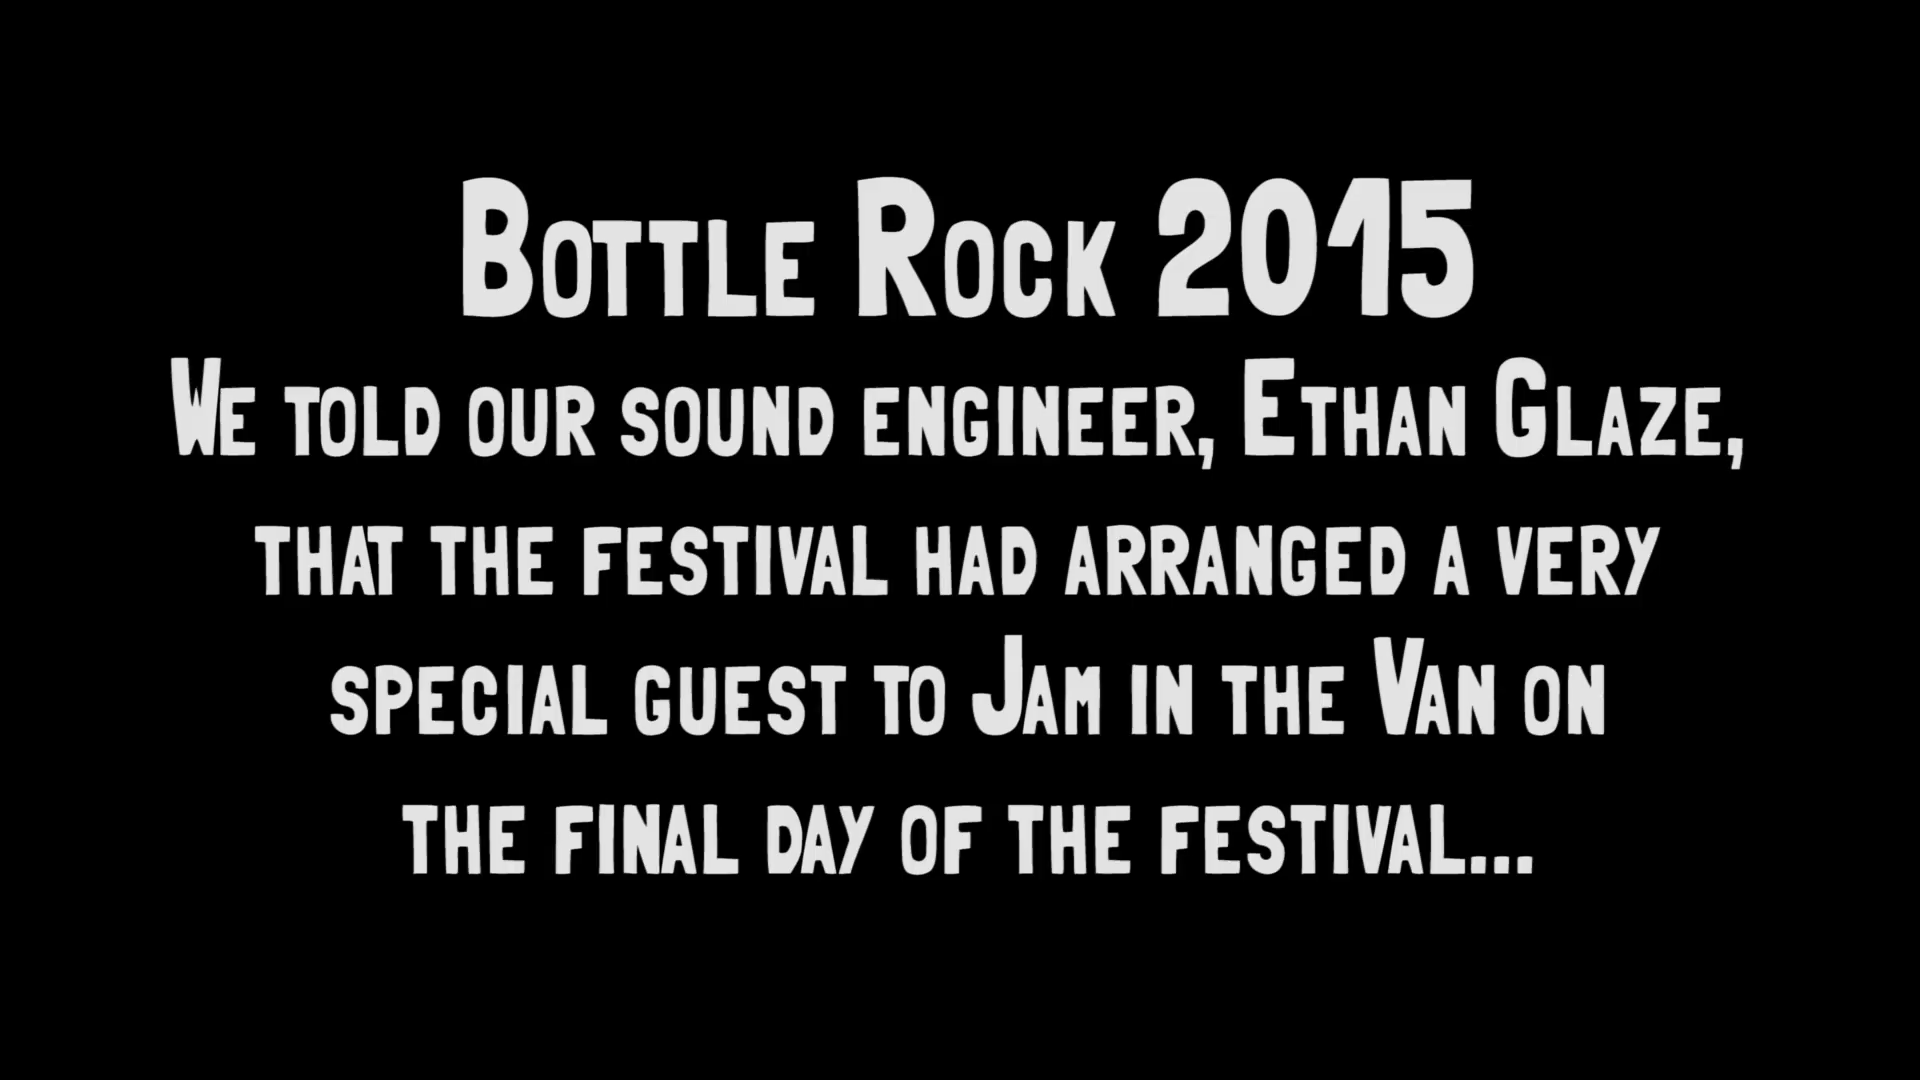 Bottle Rock 2015
We told our sound engineer, Ethan Glaze,
that the festival had arranged a very
special guest to Jam in the Van on
the final day of the festival...